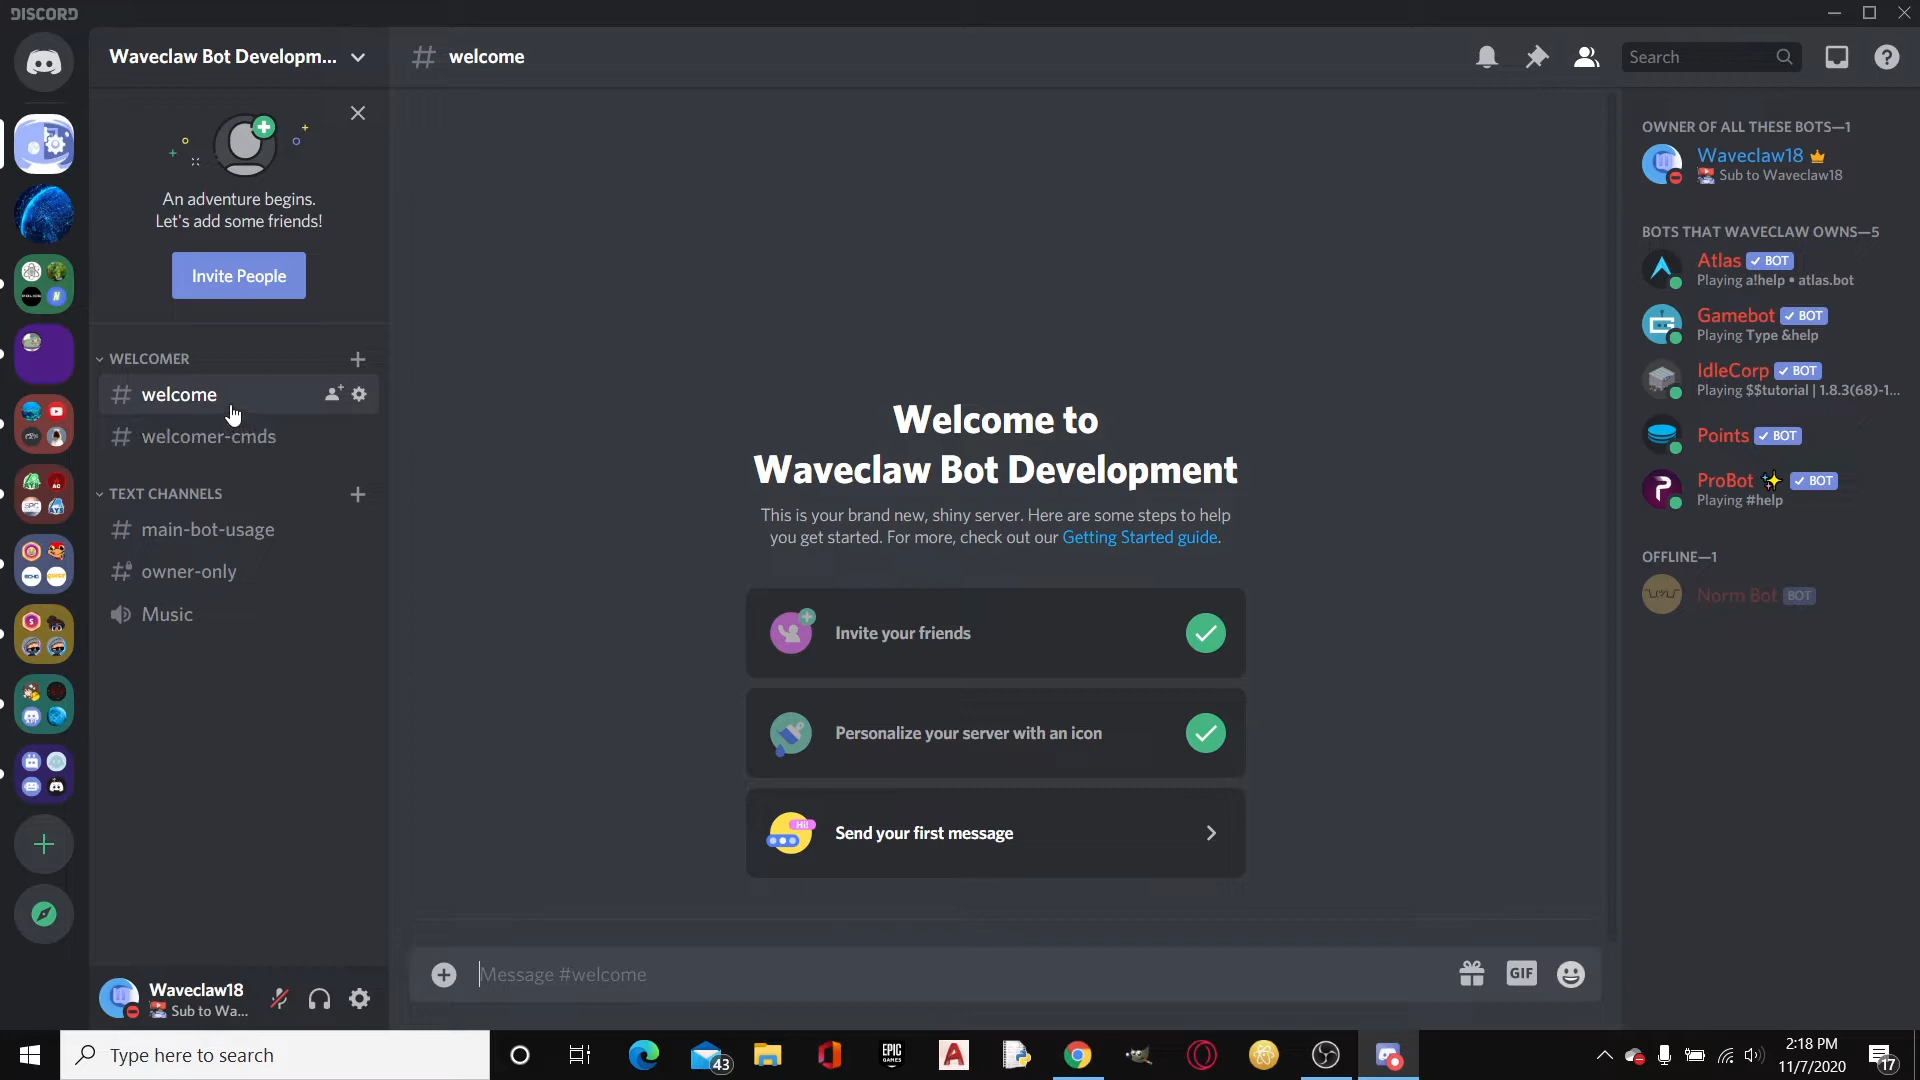 DISCORD
Waveclaw Bot Developm...
An adventure begins.
Let's add some friends!
Invite People
WELCOMER
welcome
welcomer-cmds
TEXT CHANNELS
main-bot-usage
owner-only
Music
Waveclaw18
Sub to Wa...
welcome
Search
Welcome to
Waveclaw Bot Development
This is your brand new, shiny server. Here are some steps to help
you get started. For more, check out our Getting Started guide.
Invite your friends
Personalize your server with an icon
Hi!
Send your first message
Message #welcome
GIF
OWNER OF ALL THESE BOTS—1
Waveclaw18
Sub to Waveclaw18
BOTS THAT WAVECLAW OWNS—5
Atlas ✓ BOT
Playing a!help • atlas.bot
Gamebot ✓ BOT
Playing Type &help
IdleCorp ✓ BOT
Playing $$tutorial | 1.8.3(68)-1...
Points ✓ BOT
ProBot ✨ ✓ BOT
Playing #help
OFFLINE—1
Norm Bot BOT
Type here to search
43
EPIC
GAMES
2:18 PM
11/7/2020
17